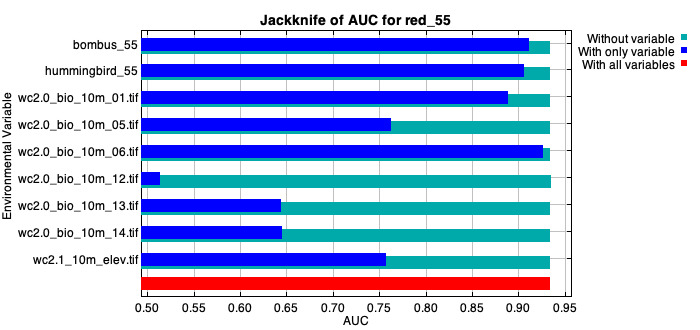 Jackknife of AUC for red_55
Without variable
With only variable
With all variables
Environmental Variable
bombus_55
hummingbird_55
wc2.0_bio_10m_01.tif
wc2.0_bio_10m_05.tif
wc2.0_bio_10m_06.tif
wc2.0_bio_10m_12.tif
wc2.0_bio_10m_13.tif
wc2.0_bio_10m_14.tif
wc2.1_10m_elev.tif
0.50 0.55 0.60 0.65 0.70 0.75 0.80 0.85 0.90 0.95
AUC